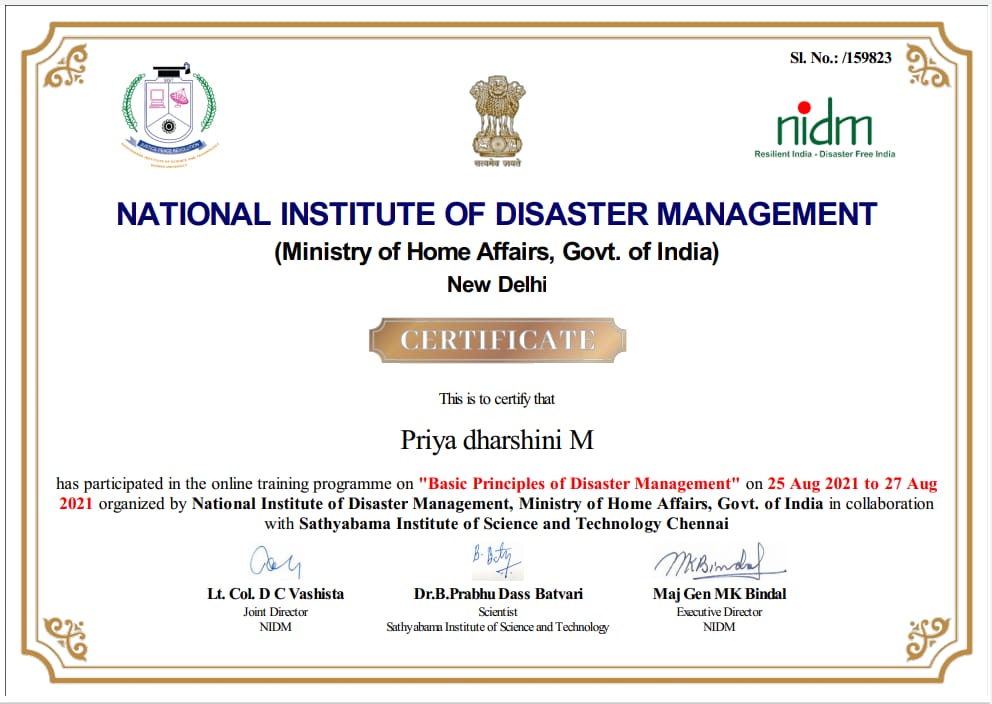 Sl. No.: /159823
JUSTICE PEACE REVOLUTION
सत्यमेव जयते
nidm
Resilient India - Disaster Free India
NATIONAL INSTITUTE OF DISASTER MANAGEMENT
(Ministry of Home Affairs, Govt. of India)
New Delhi
CERTIFICATE
This is to certify that
Priya dharshini M
has participated in the online training programme on "Basic Principles of Disaster Management" on 25 Aug 2021 to 27 Aug
2021 organized by National Institute of Disaster Management, Ministry of Home Affairs, Govt. of India in collaboration
with Sathyabama Institute of Science and Technology Chennai
MKBindal
Lt. Col. D C Vashista
Joint Director
NIDM
Dr.B.Prabhu Dass Batvari
Scientist
Sathyabama Institute of Science and Technology
Maj Gen MK Bindal
Executive Director
NIDM